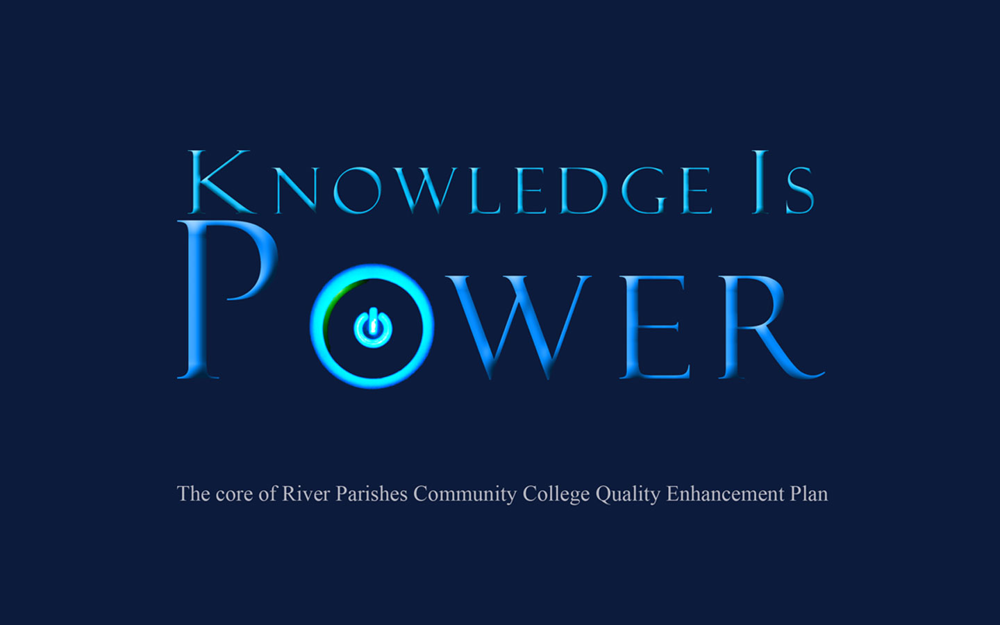 Knowledge Is
Power
The core of River Parishes Community College Quality Enhancement Plan